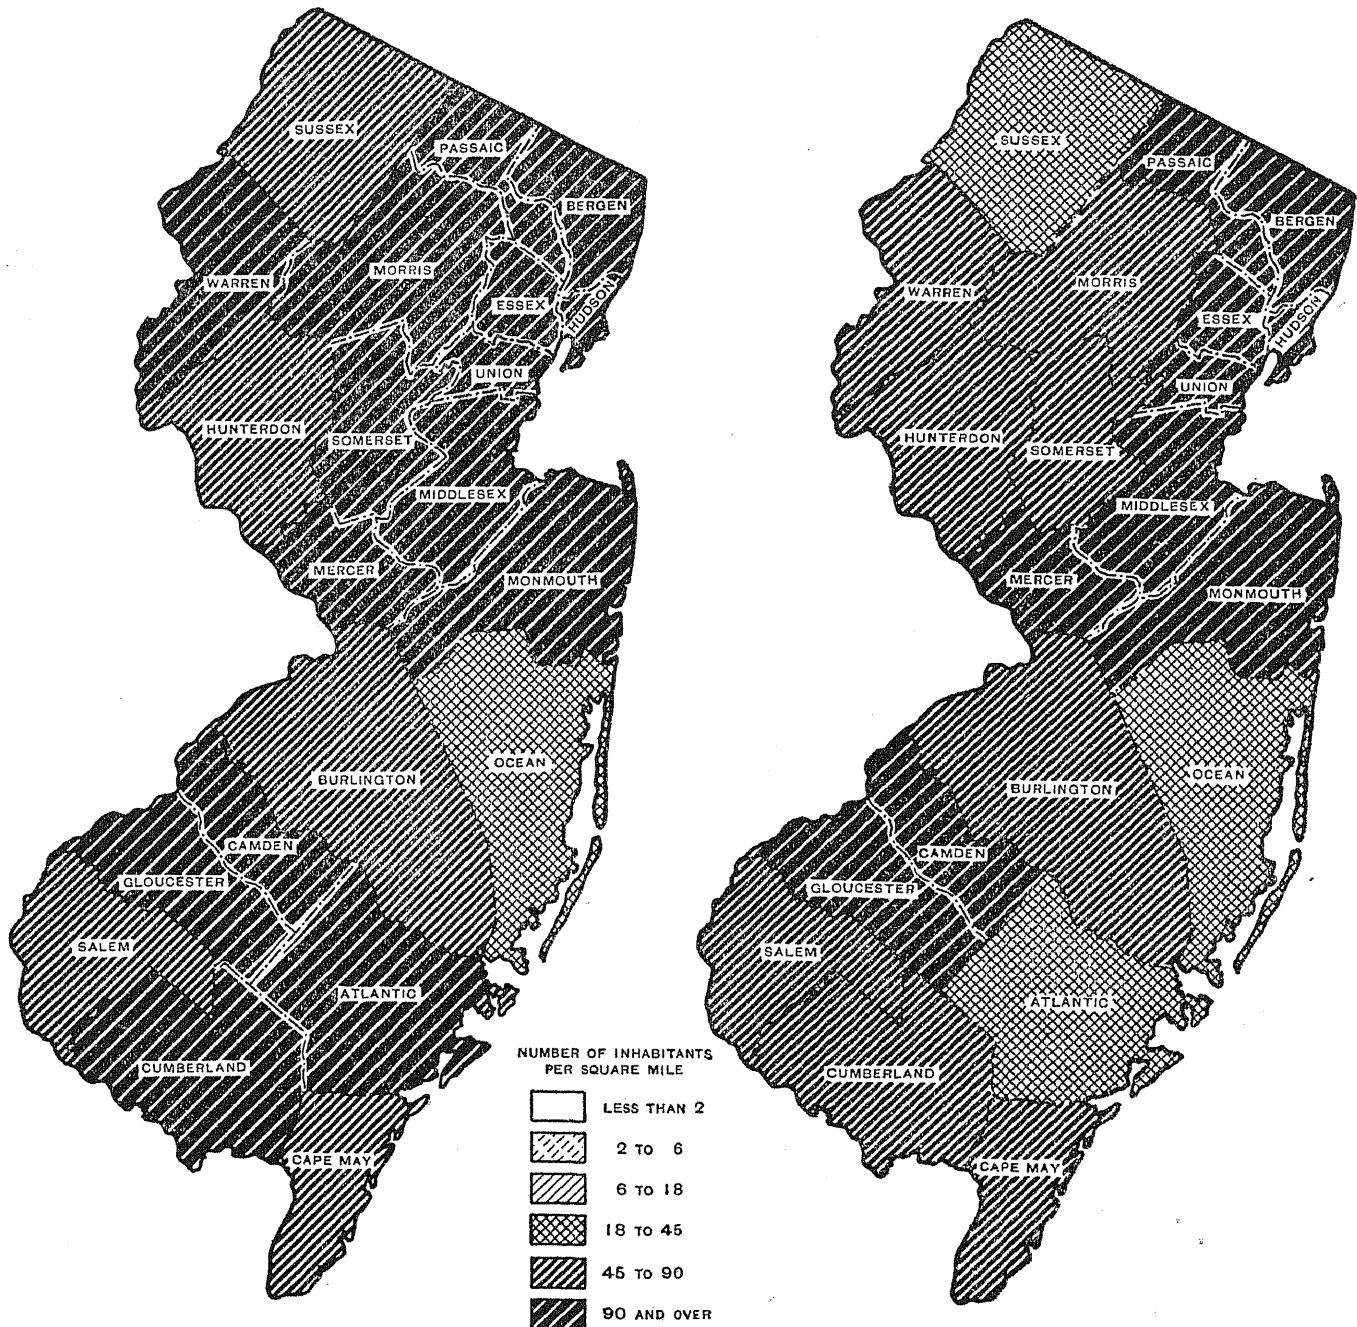 SUSSEX
PASSAIC
BERGEN
WARREN
MORRIS
ESSEX
HUDSON
UNION
HUNTERDON
SOMERSET
MIDDLESEX
MERCER
MONMOUTH
BURLINGTON
OCEAN
CAMDEN
GLOUCESTER
SALEM
ATLANTIC
CUMBERLAND
CAPE MAY
SUSSEX
PASSAIC
BERGEN
WARREN
MORRIS
ESSEX
HUDSON
UNION
HUNTERDON
SOMERSET
MIDDLESEX
MERCER
MONMOUTH
BURLINGTON
OCEAN
CAMDEN
GLOUCESTER
SALEM
ATLANTIC
CUMBERLAND
CAPE MAY
NUMBER OF INHABITANTS
PER SQUARE MILE
LESS THAN 2
2 TO 6
6 TO 18
18 TO 45
45 TO 90
90 AND OVER